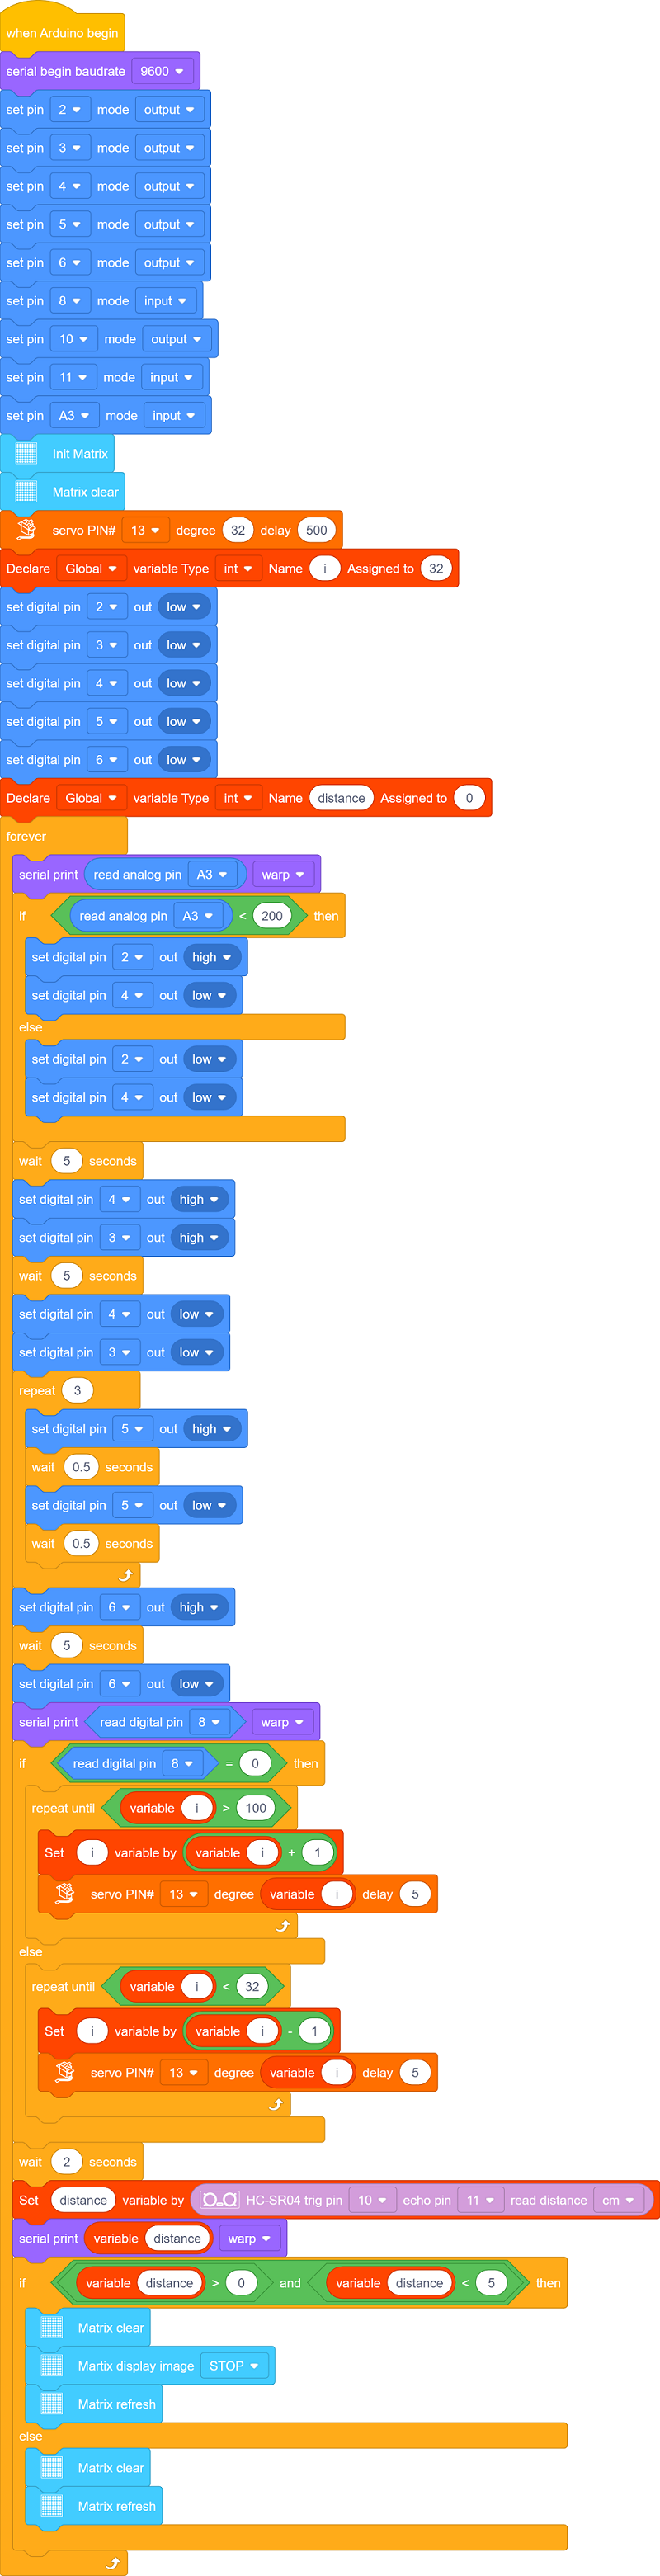 when Arduino begin
serial begin baudrate 9600
set pin 2 mode output
set pin 3 mode output
set pin 4 mode output
set pin 5 mode output
set pin 6 mode output
set pin 8 mode input
set pin 10 mode output
set pin 11 mode input
set pin A3 mode input
Init Matrix
Matrix clear
servo PIN# 13 degree 32 delay 500
Declare Global variable Type int Name i Assigned to 32
set digital pin 2 out low
set digital pin 3 out low
set digital pin 4 out low
set digital pin 5 out low
set digital pin 6 out low
Declare Global variable Type int Name distance Assigned to 0
forever
serial print read analog pin A3 warp
if read analog pin A3 < 200 then
set digital pin 2 out high
set digital pin 4 out low
else
set digital pin 2 out low
set digital pin 4 out low
wait 5 seconds
set digital pin 4 out high
set digital pin 3 out high
wait 5 seconds
set digital pin 4 out low
set digital pin 3 out low
repeat 3
set digital pin 5 out high
wait 0.5 seconds
set digital pin 5 out low
wait 0.5 seconds
set digital pin 6 out high
wait 5 seconds
set digital pin 6 out low
serial print read digital pin 8 warp
if read digital pin 8 = 0 then
repeat until variable i > 100
Set i variable by variable i + 1
servo PIN# 13 degree variable i delay 5
else
repeat until variable i < 32
Set i variable by variable i - 1
servo PIN# 13 degree variable i delay 5
wait 2 seconds
Set distance variable by HC-SR04 trig pin 10 echo pin 11 read distance cm
serial print variable distance warp
if variable distance > 0 and variable distance < 5 then
Matrix clear
Martix display image STOP
Matrix refresh
else
Matrix clear
Matrix refresh